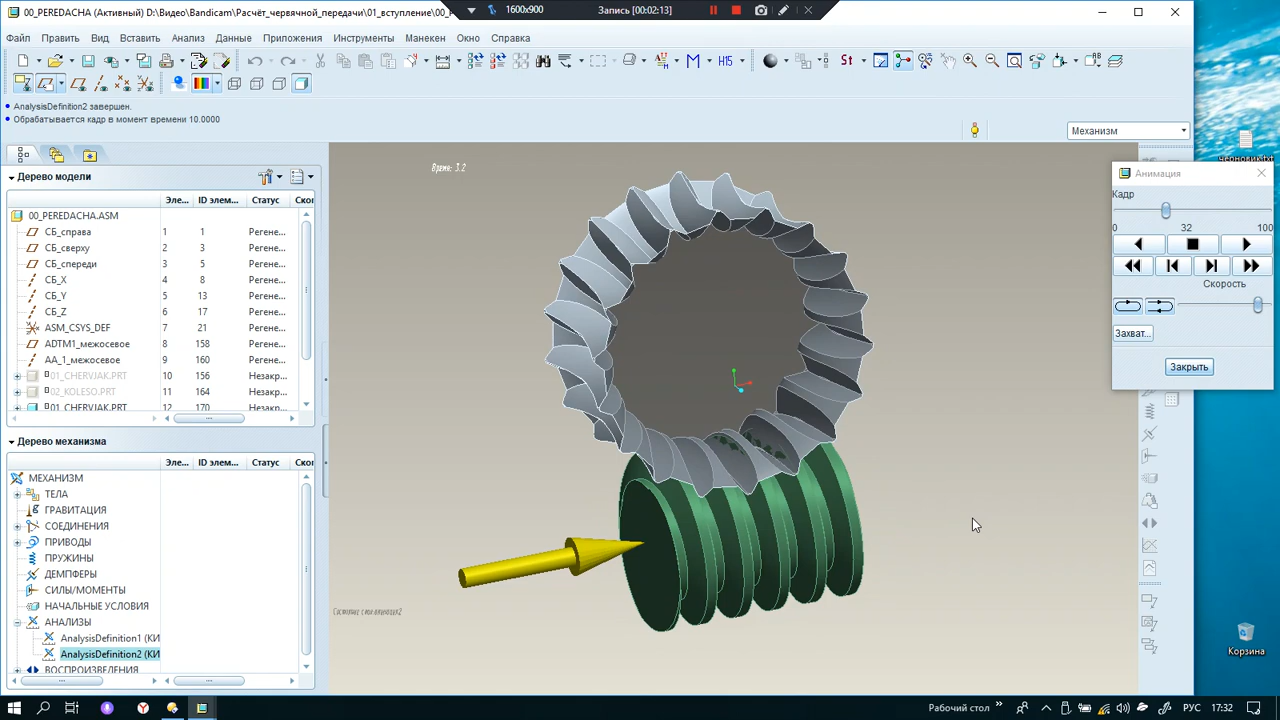 00_PEREDACHA (Активный) D:\Видео\Bandicam\Расчёт_червячной_передачи\01_вступление\00_P
1600x900
Запись [00:02:13]
Файл Править Вид Вставить Анализ Данные Приложения Инструменты Манекен Окно Справка
AnalysisDefinition2 завершен.
Обрабатывается кадр в момент времени 10.0000
Механизм
черновик.txt
Дерево модели
Эле... ID элем... Статус Ско
00_PEREDACHA.ASM
СБ_справа 1 1 Регене...
СБ_сверху 2 3 Регене...
СБ_спереди 3 5 Регене...
СБ_X 4 8 Регене...
СБ_Y 5 13 Регене...
СБ_Z 6 17 Регене...
ASM_CSYS_DEF 7 21 Регене...
ADTM1_межосевое 8 158 Регене...
AA_1_межосевое 9 160 Регене...
01_CHERVJAK.PRT 10 156 Незакр...
02_KOLESO.PRT 11 164 Незакр...
01_CHERVJAK.PRT 12 170 Незакр...
Дерево механизма
Эле... ID элем... Статус Ско
МЕХАНИЗМ
ТЕЛА
ГРАВИТАЦИЯ
СОЕДИНЕНИЯ
ПРИВОДЫ
ПРУЖИНЫ
ДЕМПФЕРЫ
СИЛЫ/МОМЕНТЫ
НАЧАЛЬНЫЕ УСЛОВИЯ
АНАЛИЗЫ
AnalysisDefinition1 (КИ
AnalysisDefinition2 (КИ
ВОСПРОИЗВЕДЕНИЯ
Время: 3.2
Анимация
Кадр
0 32 100
Скорость
Захват...
Закрыть
Корзина
Рабочий стол
РУС
17:32